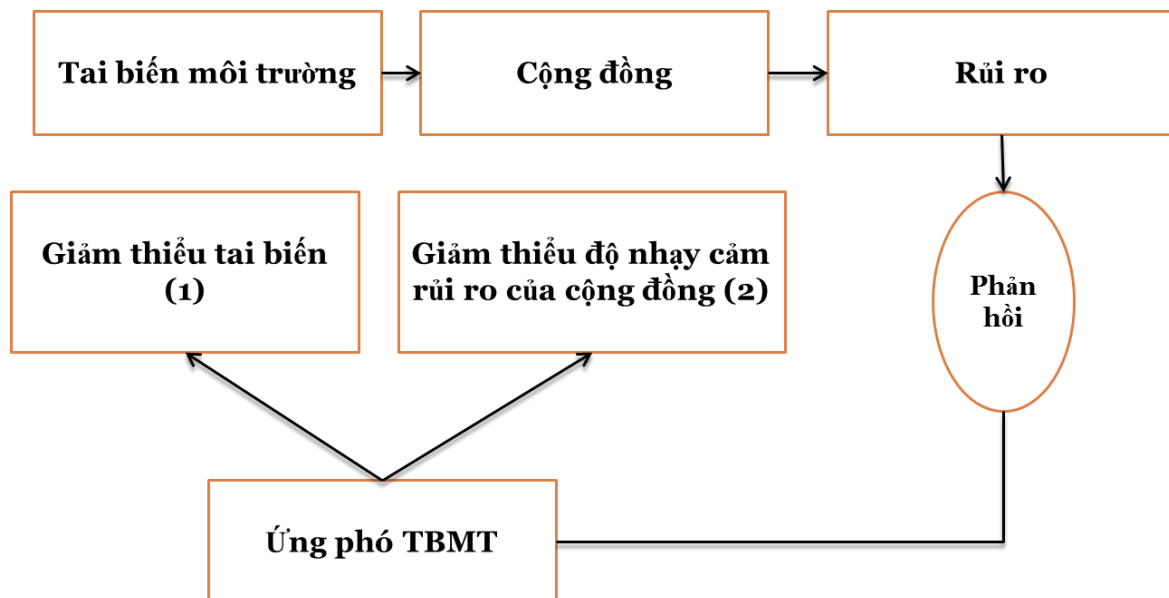 Tai biến môi trường
Cộng đồng
Rủi ro
Giảm thiểu tai biến
(1)
Giảm thiểu độ nhạy cảm
rủi ro của cộng đồng (2)
Phản
hồi
Ứng phó TBMT